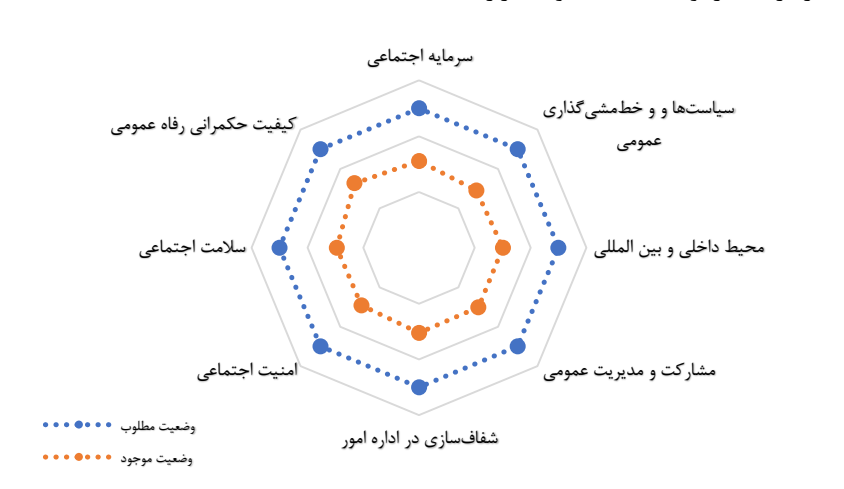 سرمایه اجتماعی
سیاست‌ها و و خط‌مشی‌گذاری
عمومی
کیفیت حکمرانی رفاه عمومی
محیط داخلی و بین المللی
سلامت اجتماعی
مشارکت و مدیریت عمومی
امنیت اجتماعی
شفاف‌سازی در اداره امور
وضعیت مطلوب
وضعیت موجود